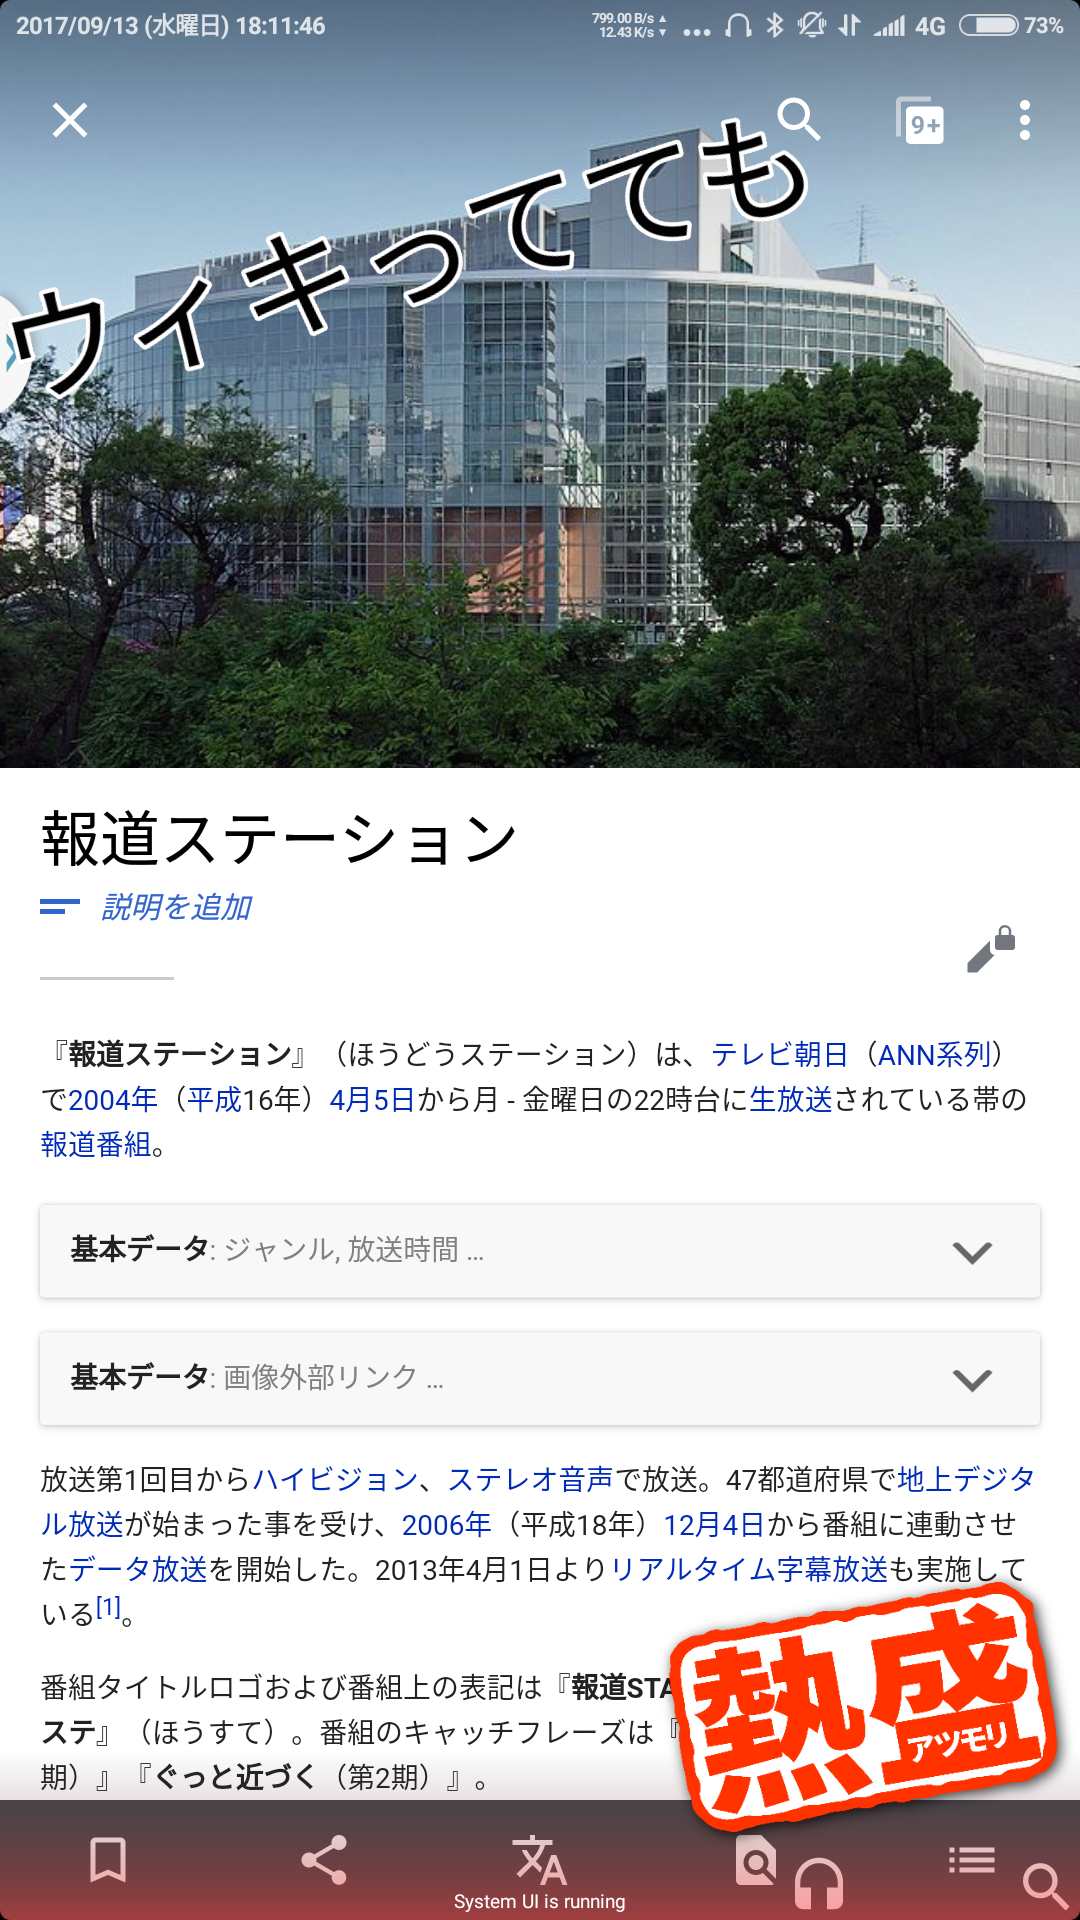 2017/09/13 (水曜日) 18:11:46
799.00 B/s ▲
12.43 K/s ▼
4G
73%
9+
ウィキってても
報道ステーション
説明を追加
『報道ステーション』（ほうどうステーション）は、テレビ朝日（ANN系列）
で2004年（平成16年）4月5日から月 - 金曜日の22時台に生放送されている帯の
報道番組。
基本データ: ジャンル, 放送時間 ...
基本データ: 画像外部リンク ...
放送第1回目からハイビジョン、ステレオ音声で放送。47都道府県で地上デジタ
ル放送が始まった事を受け、2006年（平成18年）12月4日から番組に連動させ
たデータ放送を開始した。2013年4月1日よりリアルタイム字幕放送も実施して
いる[1]。
番組タイトルロゴおよび番組上の表記は『報道STA
ステ』（ほうすて）。番組のキャッチフレーズは『
期）』『ぐっと近づく（第2期）』。
熱盛
アツモリ
System UI is running